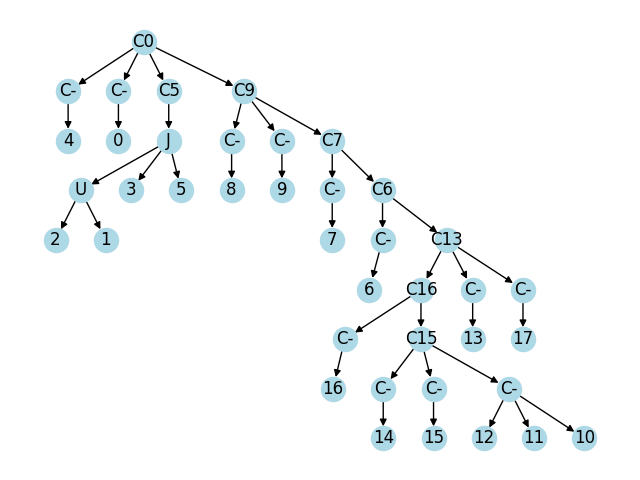 C0
C- C- C5 C9
4 0 J C- C- C7
U 3 5 8 9 C- C6
2 1 7 C- C13
6 C16 C- C-
C- C15 13 17
16 C- C- C-
14 15 12 11 10